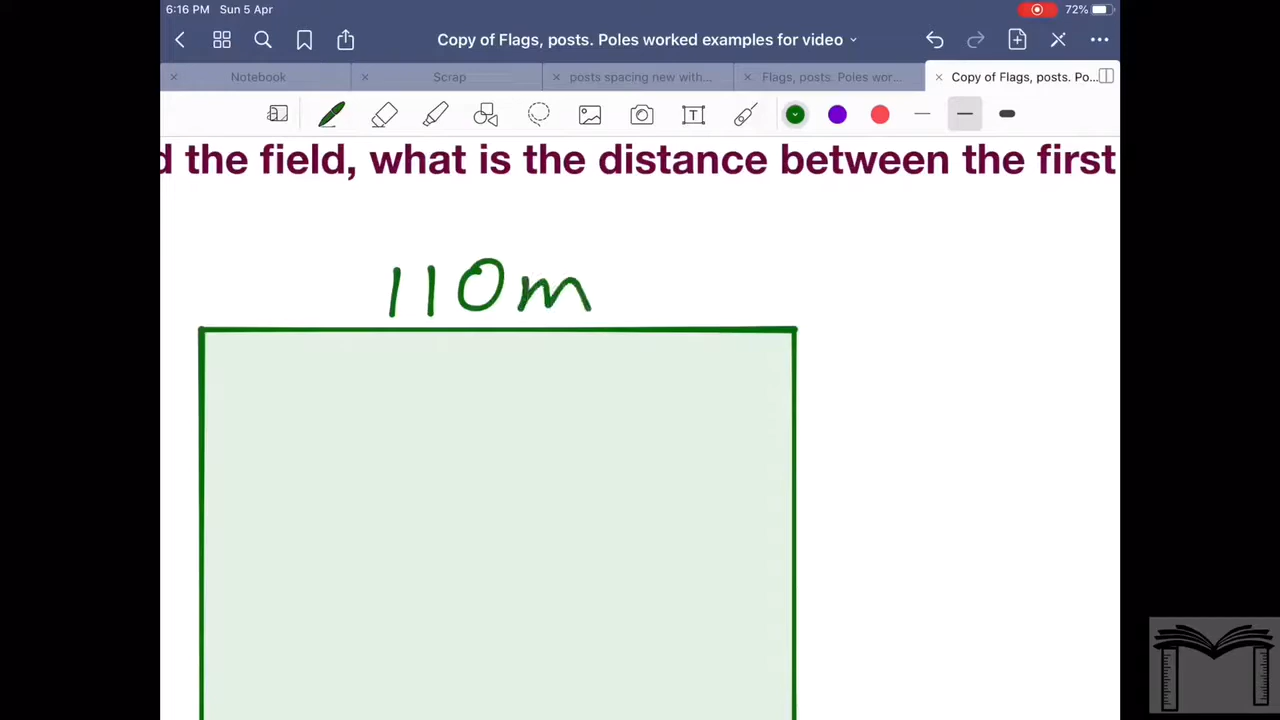 6:16 PM Sun 5 Apr
72%
Copy of Flags, posts. Poles worked examples for video
Notebook
Scrap
posts spacing new with...
Flags, posts. Poles wor...
Copy of Flags, posts. Po...
T
d the field, what is the distance between the first
110m